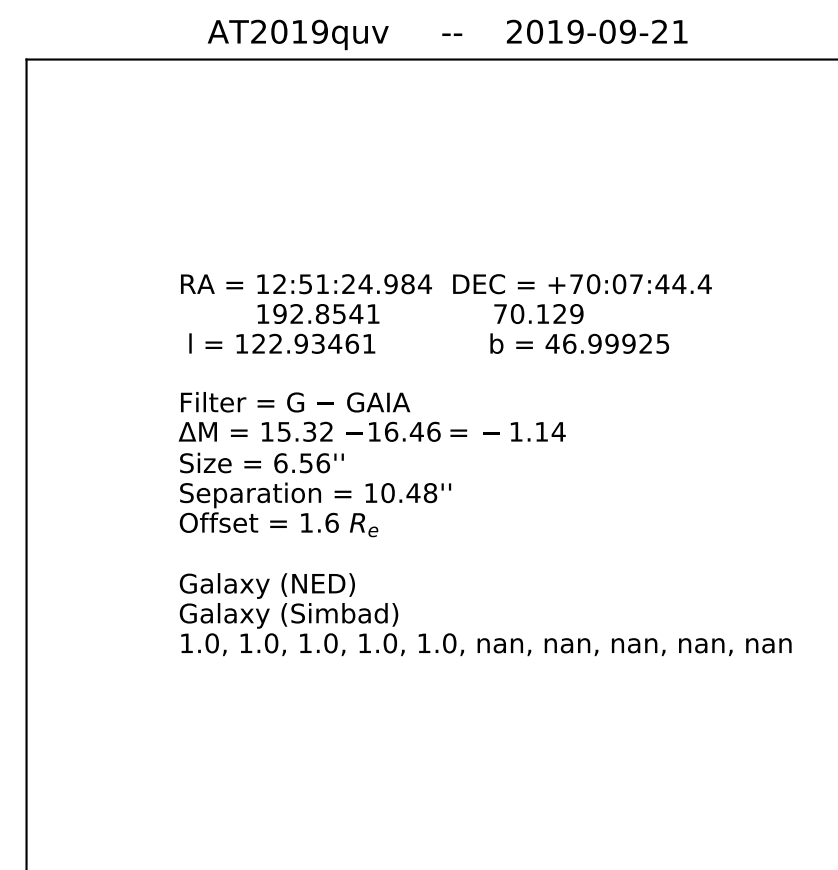 AT2019quv -- 2019-09-21
RA = 12:51:24.984 DEC = +70:07:44.4
192.8541 70.129
l = 122.93461 b = 46.99925
Filter = G − GAIA
ΔM = 15.32 −16.46 = − 1.14
Size = 6.56''
Separation = 10.48''
Offset = 1.6 Rₑ
Galaxy (NED)
Galaxy (Simbad)
1.0, 1.0, 1.0, 1.0, 1.0, nan, nan, nan, nan, nan